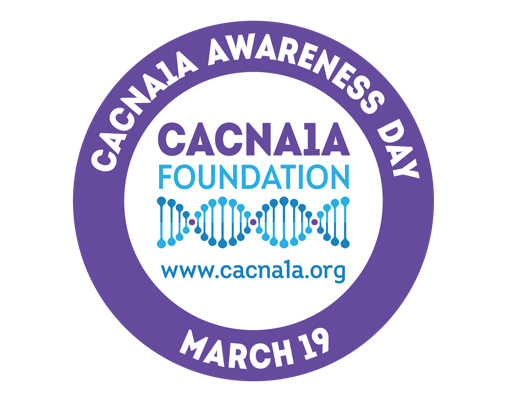 CACNA1A AWARENESS DAY
CACNA1A
FOUNDATION
www.cacna1a.org
MARCH 19